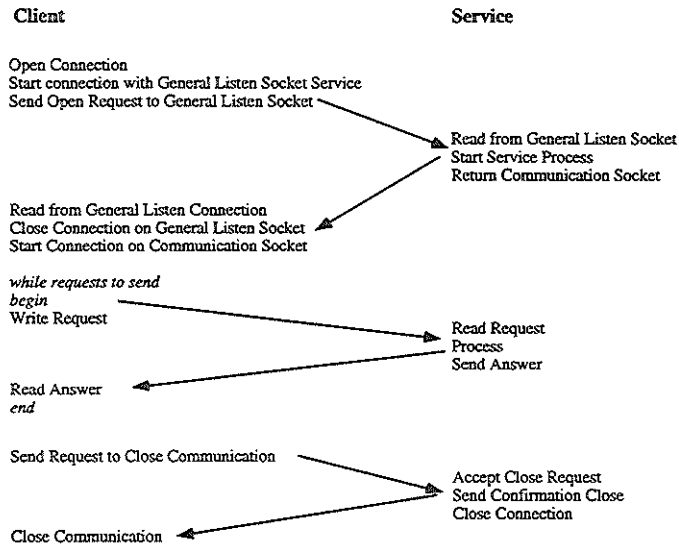 Client
Service
Open Connection
Start connection with General Listen Socket Service
Send Open Request to General Listen Socket
Read from General Listen Socket
Start Service Process
Return Communication Socket
Read from General Listen Connection
Close Connection on General Listen Socket
Start Connection on Communication Socket
while requests to send
begin
Write Request
Read Request
Process
Send Answer
Read Answer
end
Send Request to Close Communication
Accept Close Request
Send Confirmation Close
Close Connection
Close Communication